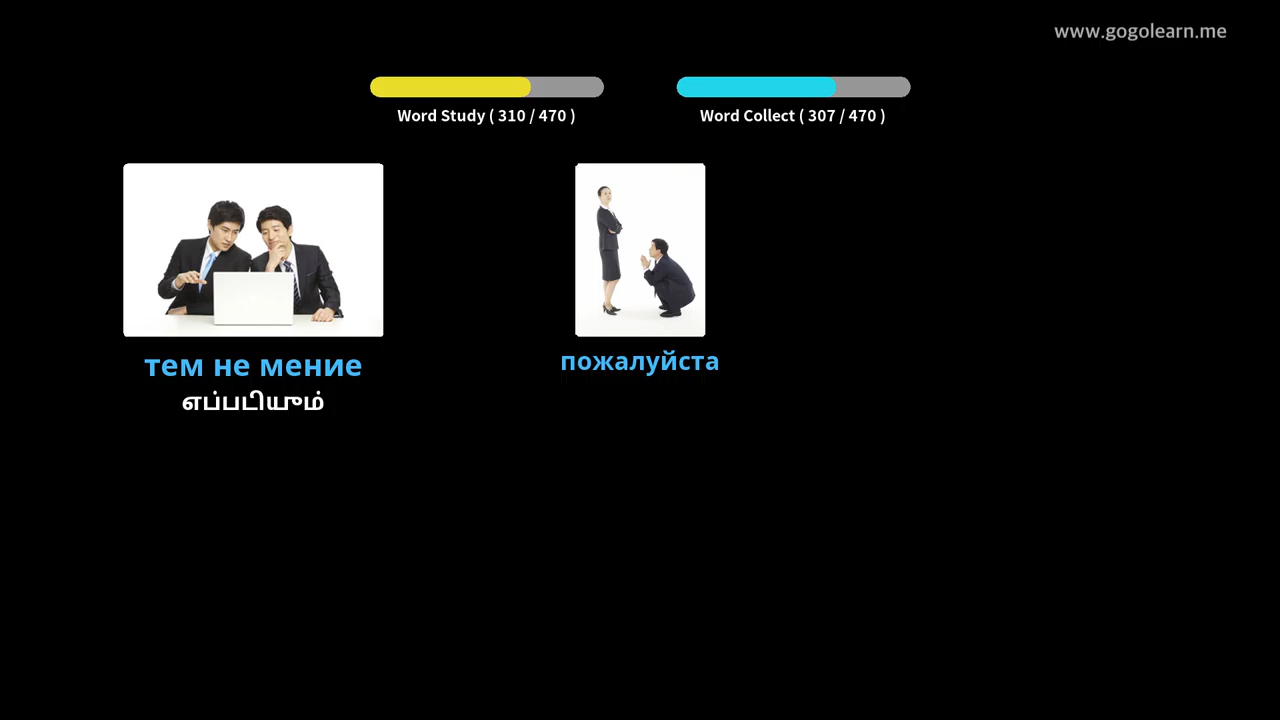 www.gogolearn.me
Word Study ( 310 / 470 )
Word Collect ( 307 / 470 )
тем не мение
எப்படியும்
пожалуйста